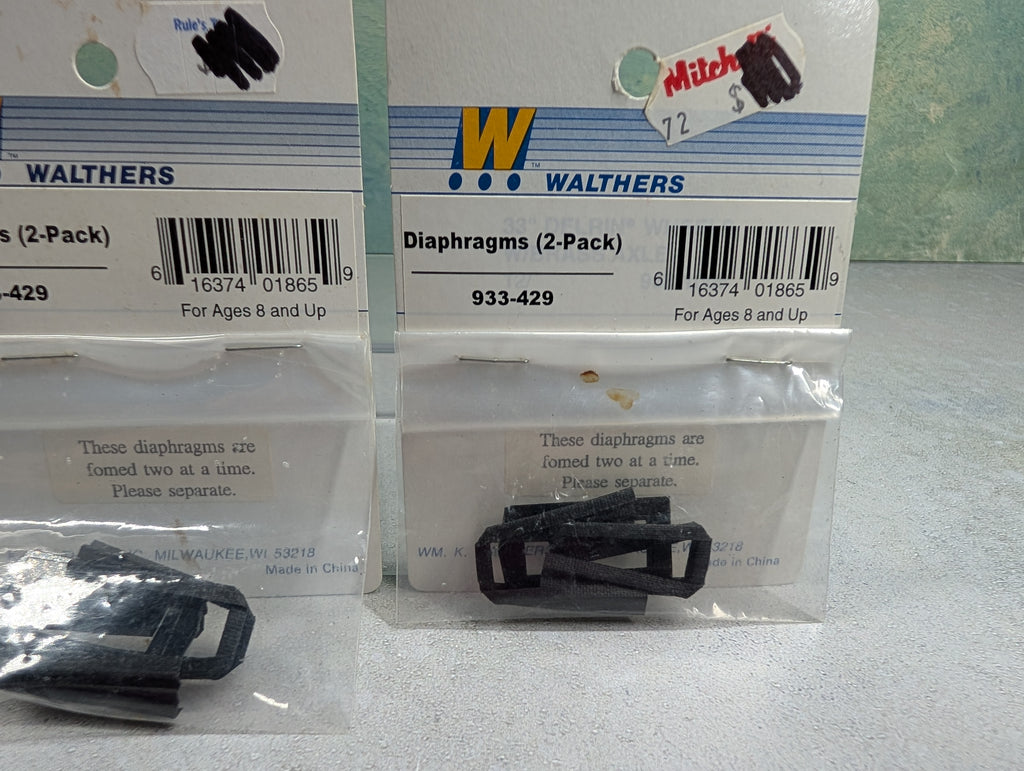 Rule's
WALTHERS
s (2-Pack)
-429
6 16374 01865 9
For Ages 8 and Up
These diaphragms are
fomed two at a time.
Please separate.
MILWAUKEE, WI 53218
Made in China
Mitch
$
72
W
TM
WALTHERS
Diaphragms (2-Pack)
933-429
6 16374 01865 9
For Ages 8 and Up
These diaphragms are
fomed two at a time.
Please separate.
WM. K.
3218
Made in China